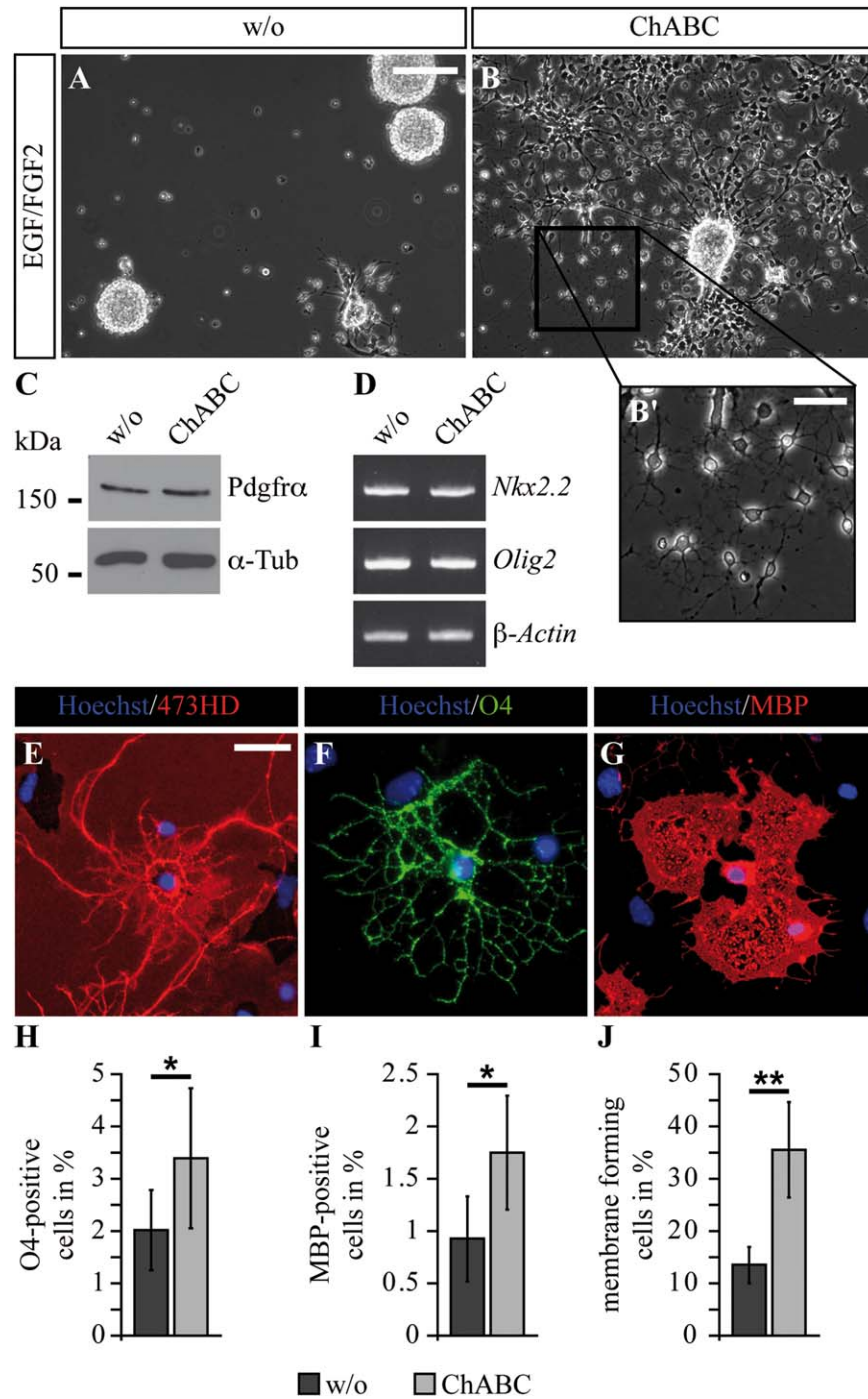 w/o
ChABC
EGF/FGF2
A
B
B'
C
w/o
ChABC
kDa
150
50
Pdgfrα
α-Tub
D
w/o
ChABC
Nkx2.2
Olig2
β-Actin
Hoechst/473HD
Hoechst/O4
Hoechst/MBP
E
F
G
H
*
5
4
3
2
1
0
O4-positive
cells in %
I
*
2.5
2
1.5
1
0.5
0
MBP-positive
cells in %
J
**
50
40
30
20
10
0
membrane forming
cells in %
w/o
ChABC